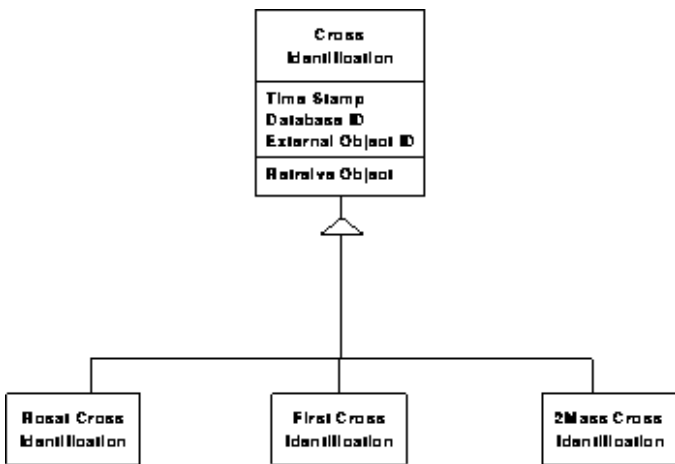 Cross
Identification
Time Stamp
Database ID
External Object ID
Retreive Object
Rosat Cross
Identification
First Cross
Identification
2Mass Cross
Identification